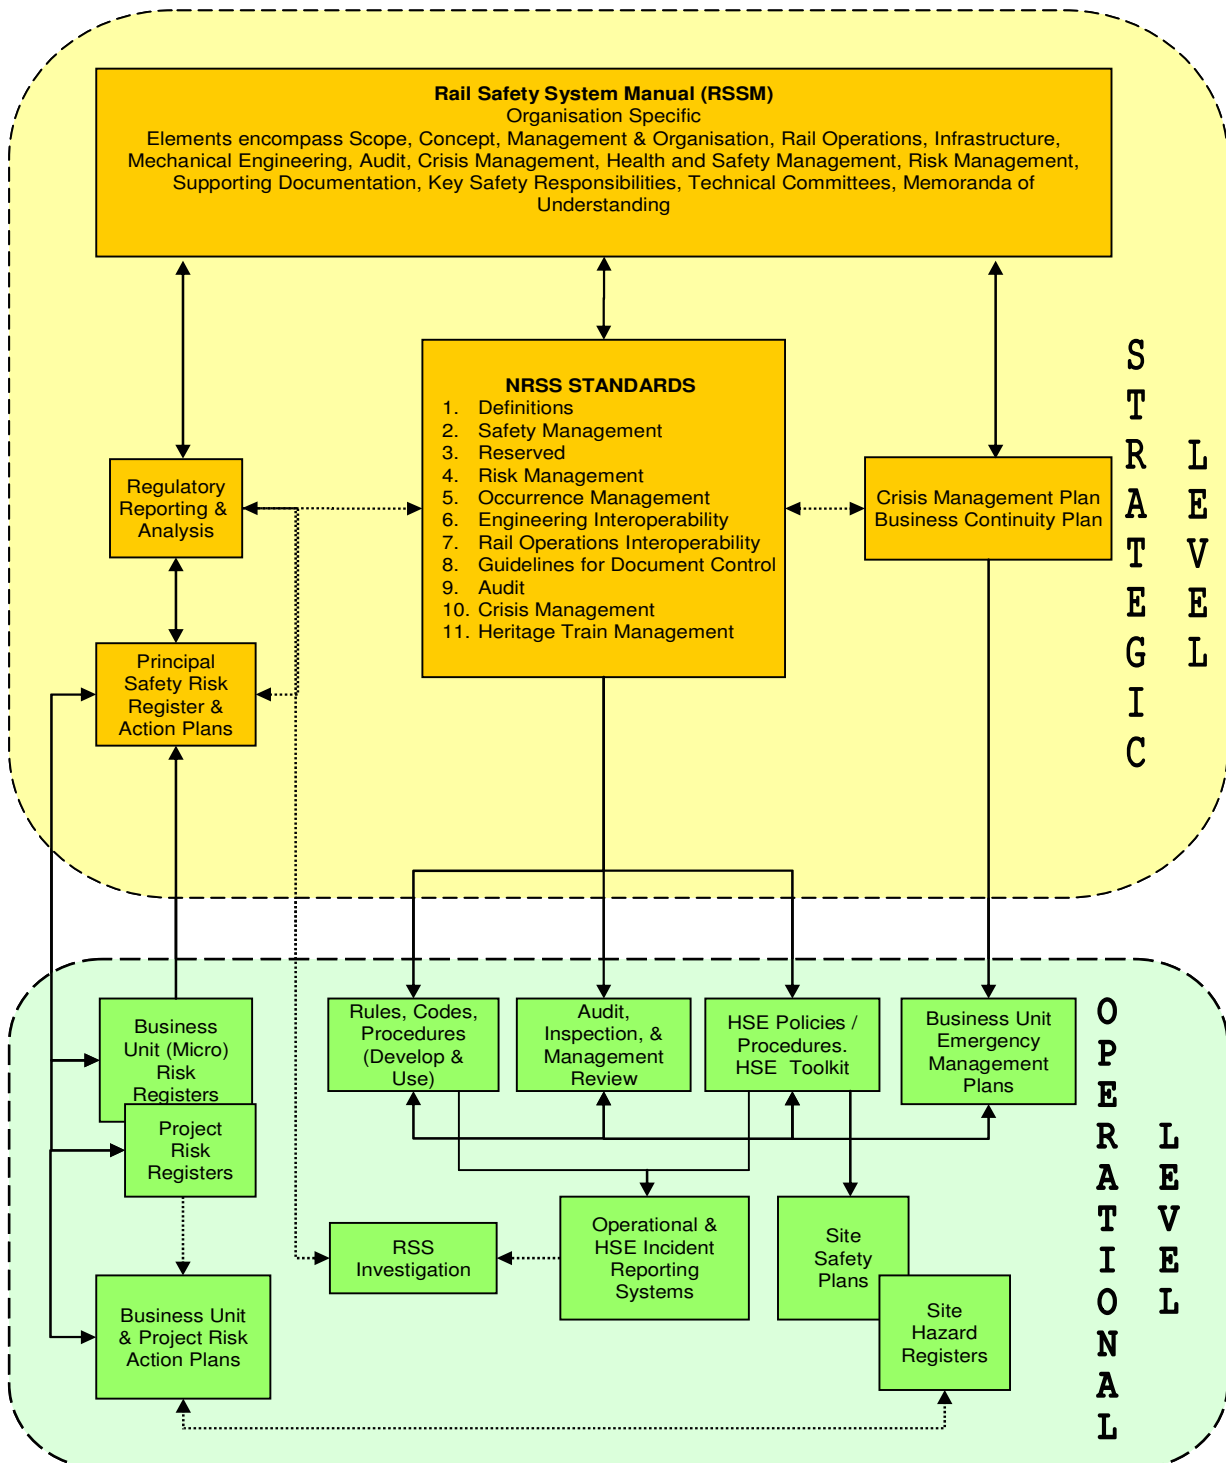 Rail Safety System Manual (RSSM)
Organisation Specific
Elements encompass Scope, Concept, Management & Organisation, Rail Operations, Infrastructure,
Mechanical Engineering, Audit, Crisis Management, Health and Safety Management, Risk Management,
Supporting Documentation, Key Safety Responsibilities, Technical Committees, Memoranda of
Understanding
NRSS STANDARDS
1. Definitions
2. Safety Management
3. Reserved
4. Risk Management
5. Occurrence Management
6. Engineering Interoperability
7. Rail Operations Interoperability
8. Guidelines for Document Control
9. Audit
10. Crisis Management
11. Heritage Train Management
Regulatory
Reporting &
Analysis
Crisis Management Plan
Business Continuity Plan
Principal
Safety Risk
Register &
Action Plans
STRATEGIC
LEVEL
Business
Unit (Micro)
Risk
Registers
Project
Risk
Registers
Rules, Codes,
Procedures
(Develop &
Use)
Audit,
Inspection, &
Management
Review
HSE Policies /
Procedures.
HSE Toolkit
Business Unit
Emergency
Management
Plans
RSS
Investigation
Operational &
HSE Incident
Reporting
Systems
Site
Safety
Plans
Site
Hazard
Registers
Business Unit
& Project Risk
Action Plans
OPERATIONAL
LEVEL